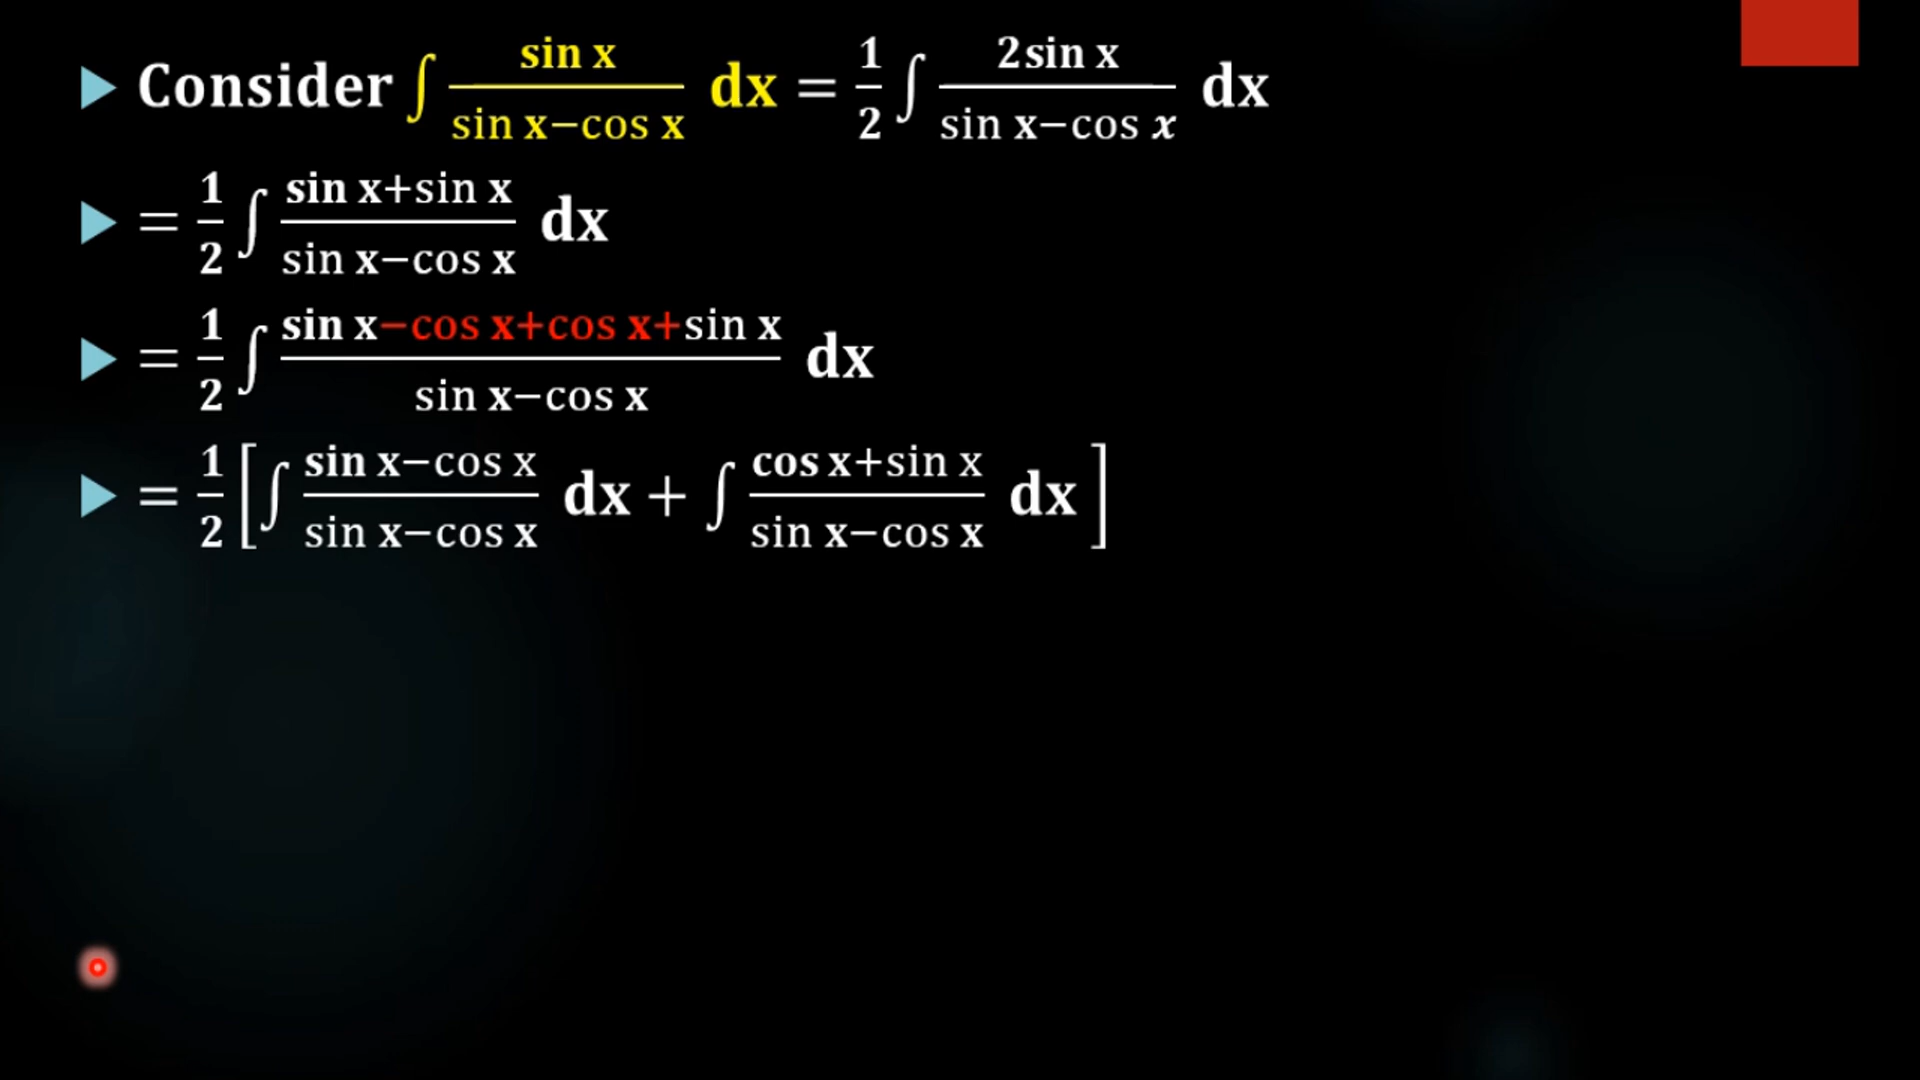 Consider ∫ sin x / sin x−cos x dx = 1/2 ∫ 2sin x / sin x−cos x dx
= 1/2 ∫ sin x+sin x / sin x−cos x dx
= 1/2 ∫ sin x−cos x+cos x+sin x / sin x−cos x dx
= 1/2 [∫ sin x−cos x / sin x−cos x dx + ∫ cos x+sin x / sin x−cos x dx]